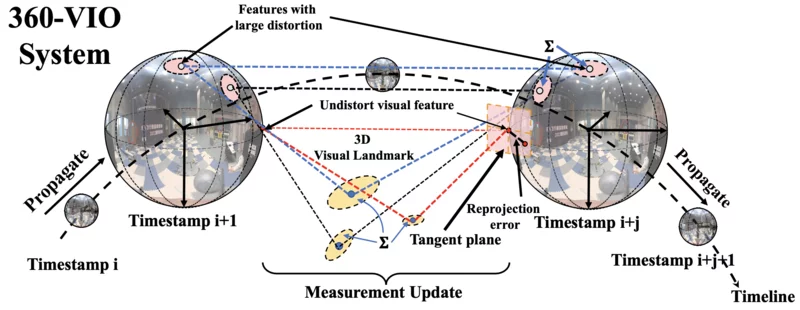 360-VIO
System
Features with
large distortion
Σ
Undistort visual feature
3D
Visual Landmark
Propagate
Propagate
Timestamp i+1
Timestamp i+j
Reprojection
error
Σ
Tangent plane
Timestamp i
Timestamp i+j+1
Measurement Update
Timeline